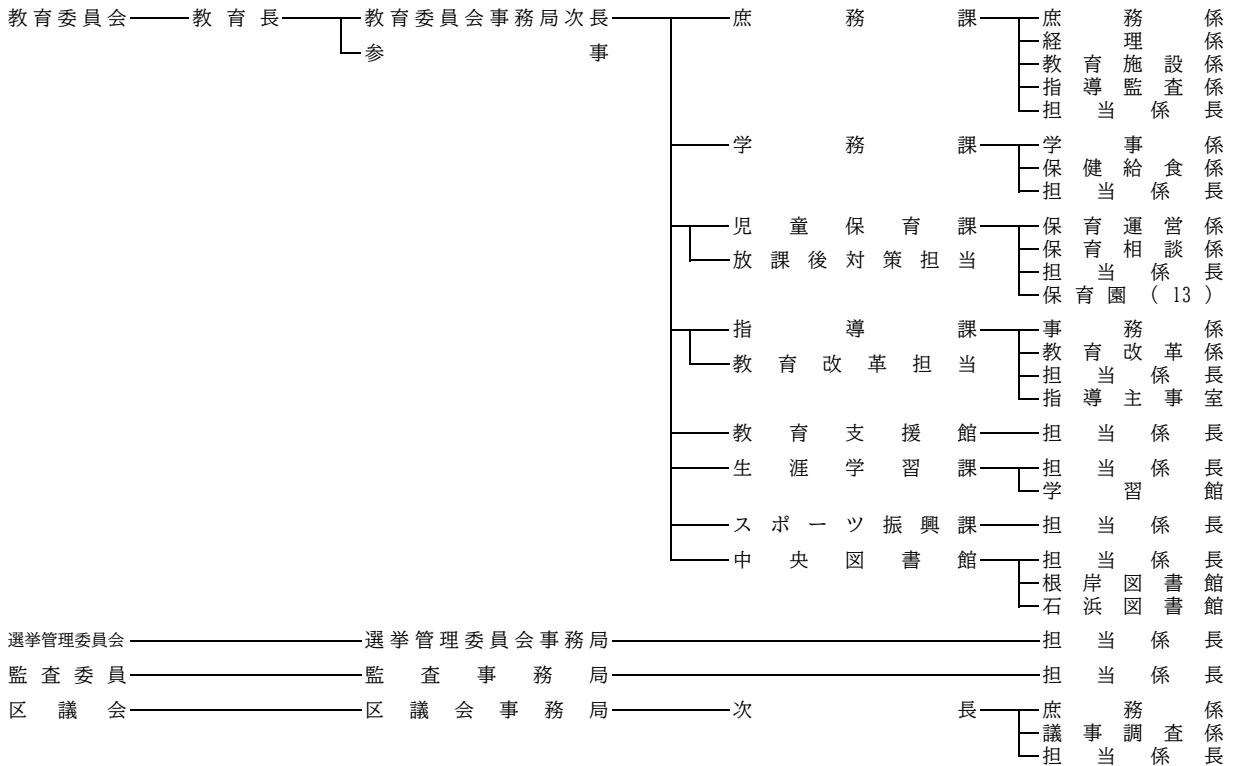 教育委員会 教育長 教育委員会事務局次長 庶務課 庶務係
経理係
参事
教育施設係
指導監査係
担当係長
学務課 学事係
保健給食係
担当係長
児童保育課 保育運営係
保育相談係
放課後対策担当
担当係長
保育園(13)
指導課 事務係
教育改革係
教育改革担当
担当係長
指導主事室
教育支援館 担当係長
生涯学習課 担当係長
学習館
スポーツ振興課 担当係長
中央図書館 担当係長
根岸図書館
石浜図書館
選挙管理委員会 選挙管理委員会事務局 担当係長
監査委員 監査事務局 担当係長
区議会 区議会事務局 次長 庶務係
議事調査係
担当係長